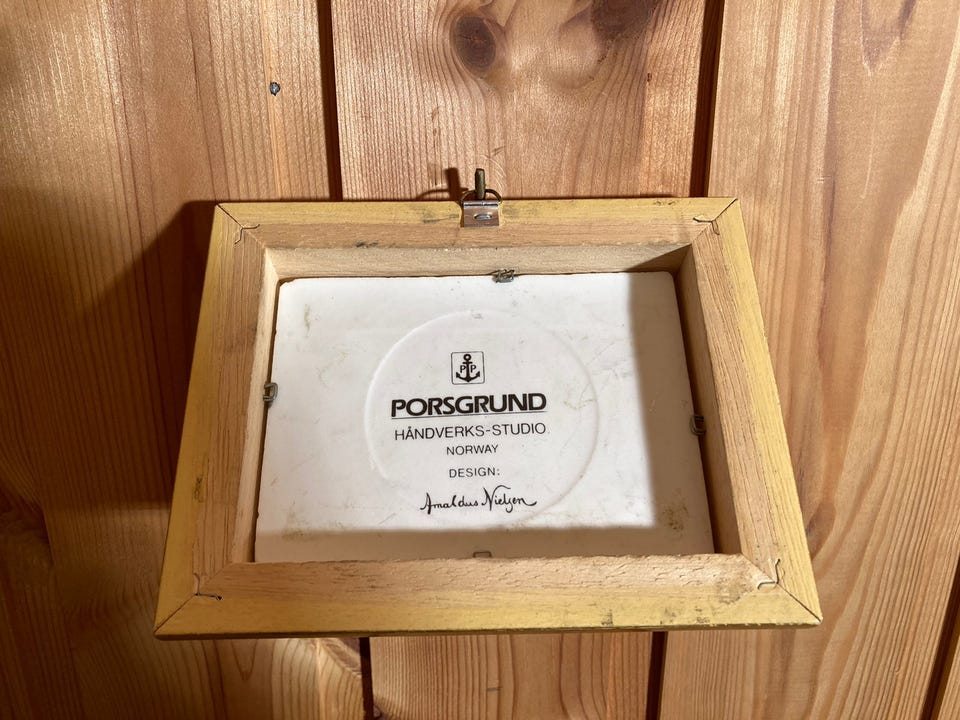 P P
PORSGRUND
HÅNDVERKS-STUDIO
NORWAY
DESIGN:
Amaldus Nielsen